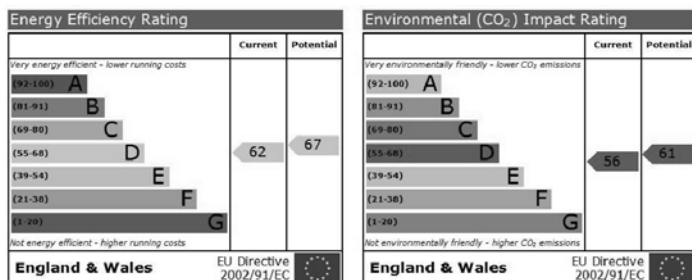 Energy Efficiency Rating
Current Potential
Very energy efficient - lower running costs
(92-100) A
(81-91) B
(69-80) C
(55-68) D
(39-54) E
(21-38) F
(1-20) G
62
67
Not energy efficient - higher running costs
England & Wales
EU Directive
2002/91/EC
Environmental (CO₂) Impact Rating
Current Potential
Very environmentally friendly - lower CO₂ emissions
(92-100) A
(81-91) B
(69-80) C
(55-68) D
(39-54) E
(21-38) F
(1-20) G
56
61
Not environmentally friendly - higher CO₂ emissions
England & Wales
EU Directive
2002/91/EC